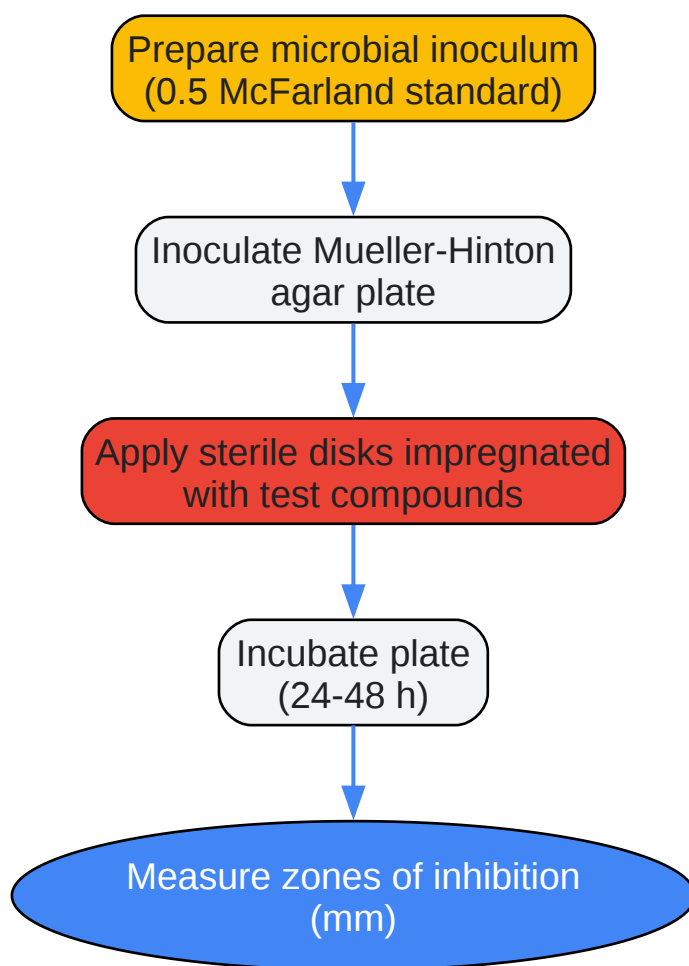 Prepare microbial inoculum
(0.5 McFarland standard)
Inoculate Mueller-Hinton
agar plate
Apply sterile disks impregnated
with test compounds
Incubate plate
(24-48 h)
Measure zones of inhibition
(mm)